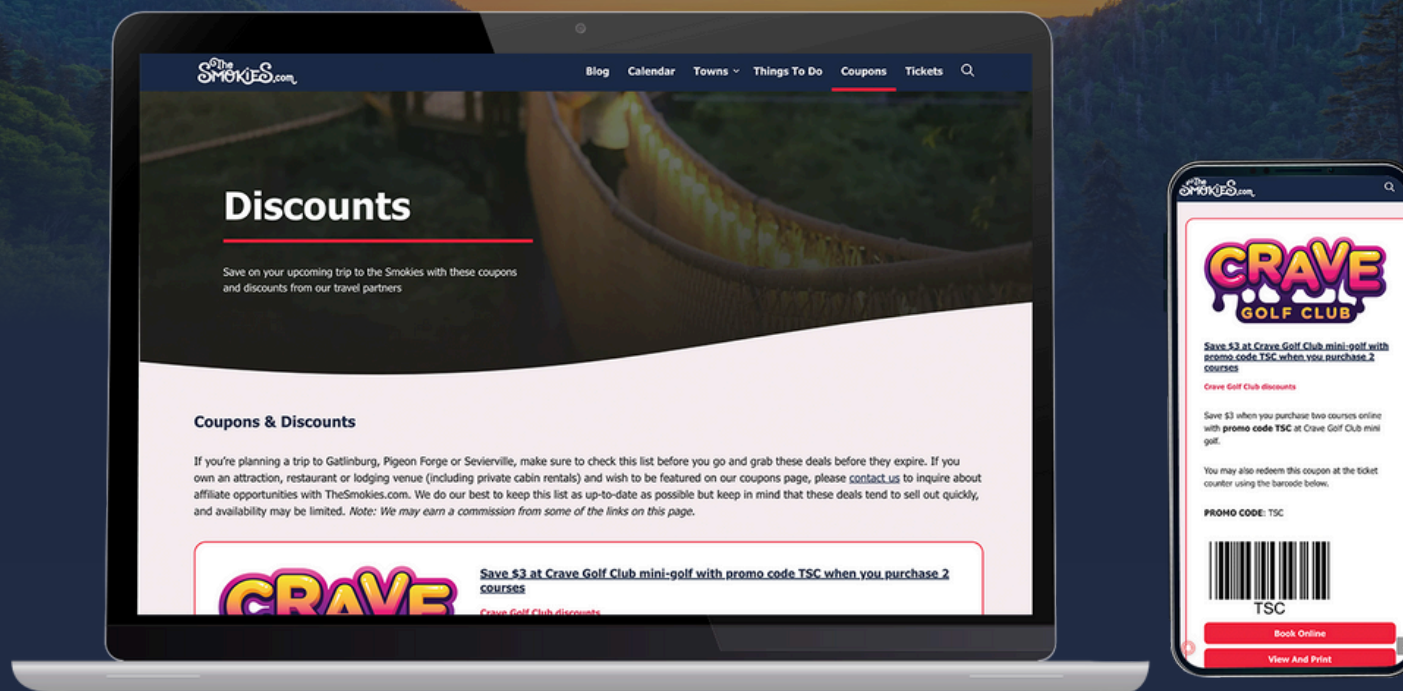 The
SMOKiES.com
Blog Calendar Towns Things To Do Coupons Tickets
Discounts
Save on your upcoming trip to the Smokies with these coupons
and discounts from our travel partners
Coupons & Discounts
If you're planning a trip to Gatlinburg, Pigeon Forge or Sevierville, make sure to check this list before you go and grab these deals before they expire. If you
own an attraction, restaurant or lodging venue (including private cabin rentals) and wish to be featured on our coupons page, please contact us to inquire about
affiliate opportunities with TheSmokies.com. We do our best to keep this list as up-to-date as possible but keep in mind that these deals tend to sell out quickly,
and availability may be limited. Note: We may earn a commission from some of the links on this page.
CRAVE
Save $3 at Crave Golf Club mini-golf with promo code TSC when you purchase 2
courses
Crave Golf Club discounts
The
SMOKiES.com
CRAVE
GOLF CLUB
Save $3 at Crave Golf Club mini-golf with
promo code TSC when you purchase 2
courses
Crave Golf Club discounts
Save $3 when you purchase two courses online
with promo code TSC at Crave Golf Club mini
golf.
You may also redeem this coupon at the ticket
counter using the barcode below.
PROMO CODE: TSC
TSC
Book Online
View And Print